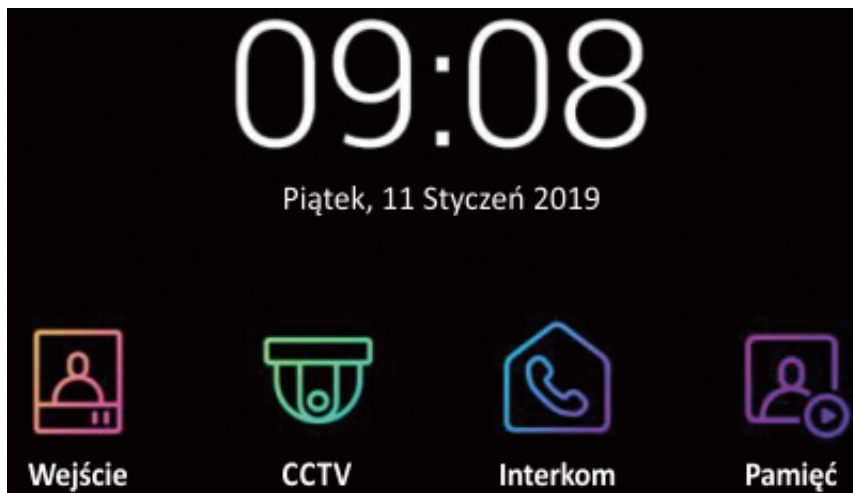 09:08
Piątek, 11 Styczeń 2019
Wejście CCTV Interkom Pamięć